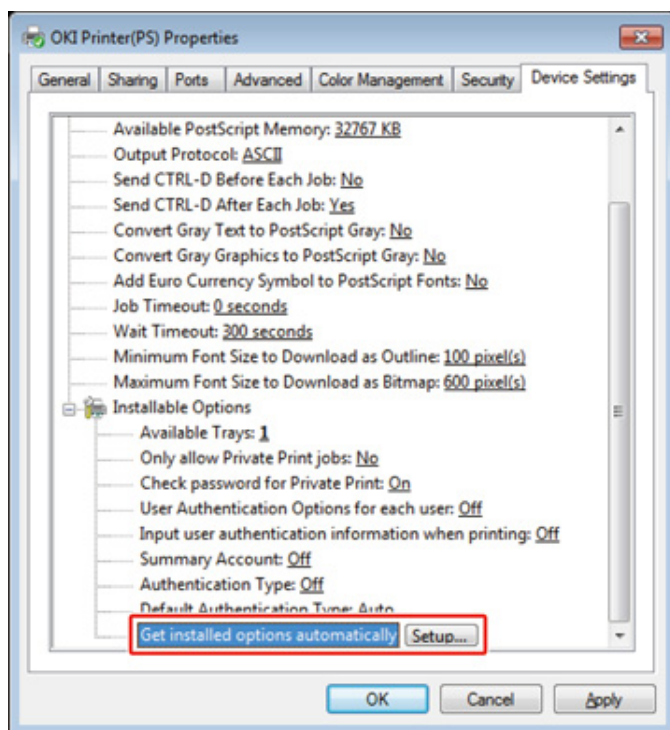 OKI Printer(PS) Properties
General Sharing Ports Advanced Color Management Security Device Settings
Available PostScript Memory: 32767 KB
Output Protocol: ASCII
Send CTRL-D Before Each Job: No
Send CTRL-D After Each Job: Yes
Convert Gray Text to PostScript Gray: No
Convert Gray Graphics to PostScript Gray: No
Add Euro Currency Symbol to PostScript Fonts: No
Job Timeout: 0 seconds
Wait Timeout: 300 seconds
Minimum Font Size to Download as Outline: 100 pixel(s)
Maximum Font Size to Download as Bitmap: 600 pixel(s)
Installable Options
Available Trays: 1
Only allow Private Print jobs: No
Check password for Private Print: On
User Authentication Options for each user: Off
Input user authentication information when printing: Off
Summary Account: Off
Authentication Type: Off
Default Authentication Type: Auto
Get installed options automatically Setup...
OK Cancel Apply